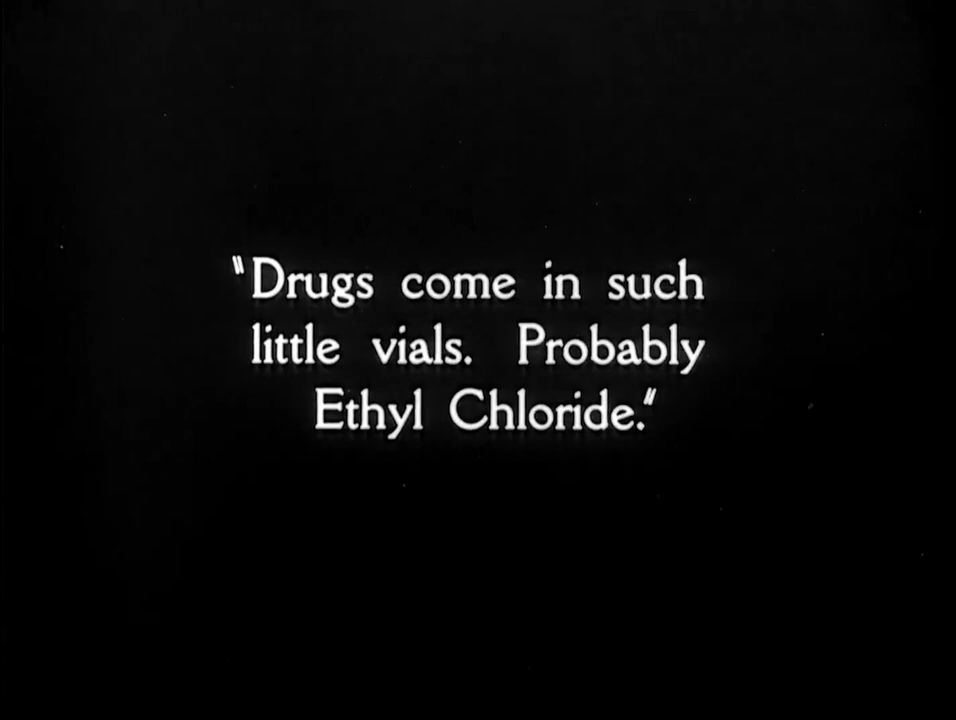 "Drugs come in such
little vials. Probably
Ethyl Chloride."